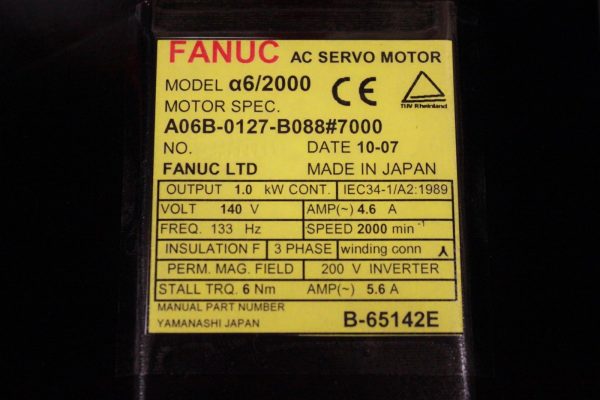 FANUC AC SERVO MOTOR
MODEL α6/2000
CE
TUV Rheinland
MOTOR SPEC.
A06B-0127-B088#7000
NO. DATE 10-07
FANUC LTD MADE IN JAPAN
OUTPUT 1.0 kW CONT. IEC34-1/A2:1989
VOLT 140 V AMP(~) 4.6 A
FREQ. 133 Hz SPEED 2000 min⁻¹
INSULATION F 3 PHASE winding conn
PERM. MAG. FIELD 200 V INVERTER
STALL TRQ. 6 Nm AMP(~) 5.6 A
MANUAL PART NUMBER
YAMANASHI JAPAN B-65142E